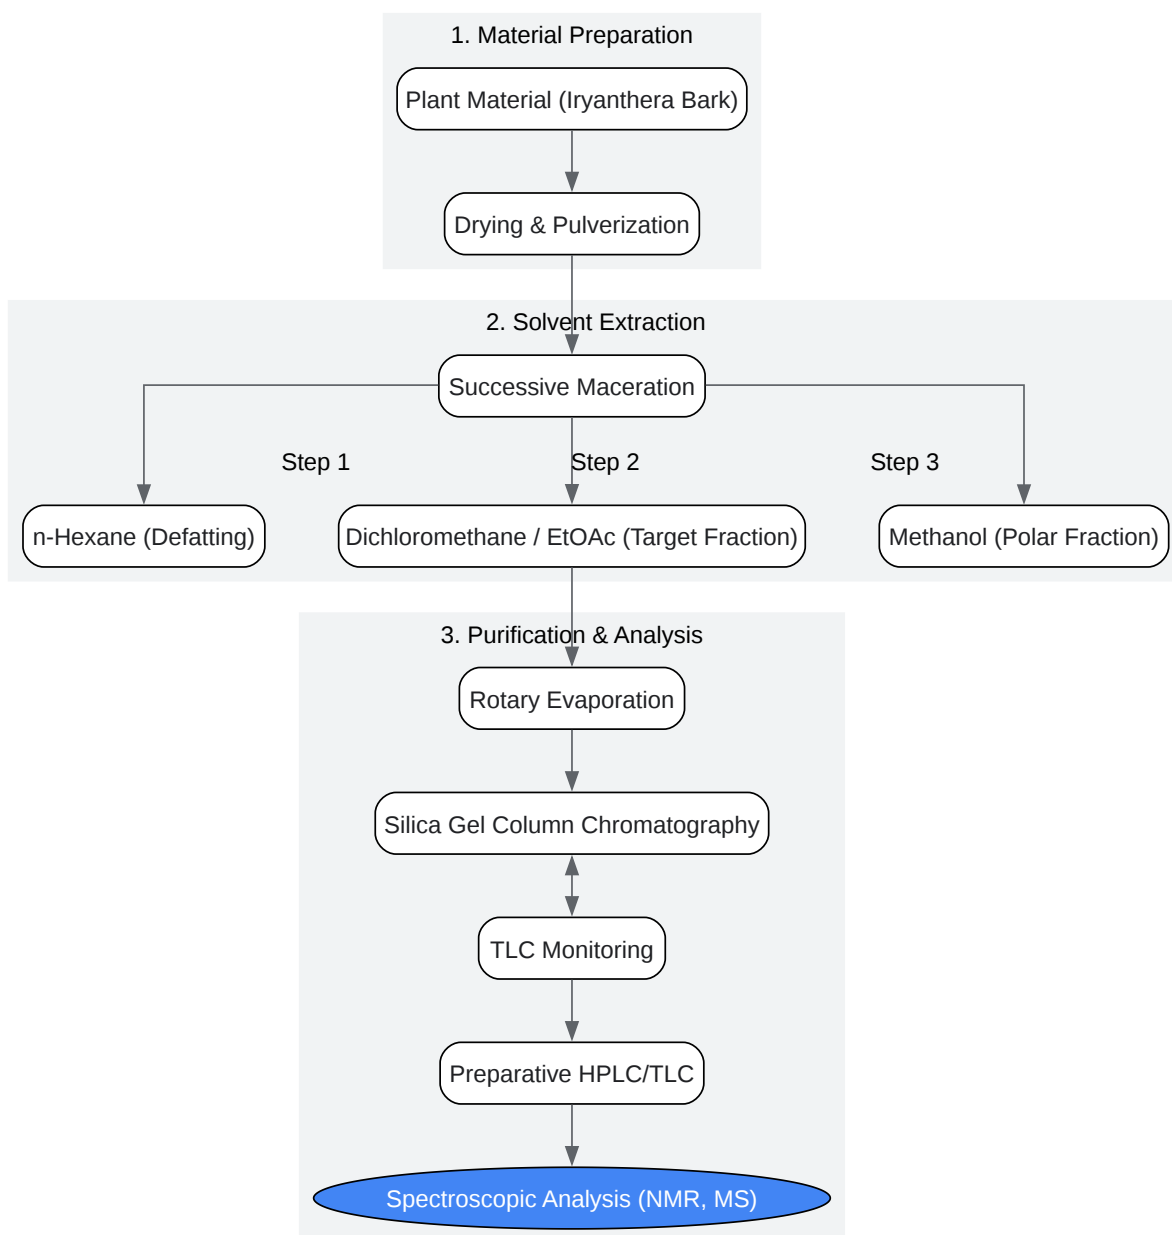 1. Material Preparation
Plant Material (Iryanthera Bark)
Drying & Pulverization
2. Solvent Extraction
Successive Maceration
Step 1
Step 2
Step 3
n-Hexane (Defatting)
Dichloromethane / EtOAc (Target Fraction)
Methanol (Polar Fraction)
3. Purification & Analysis
Rotary Evaporation
Silica Gel Column Chromatography
TLC Monitoring
Preparative HPLC/TLC
Spectroscopic Analysis (NMR, MS)